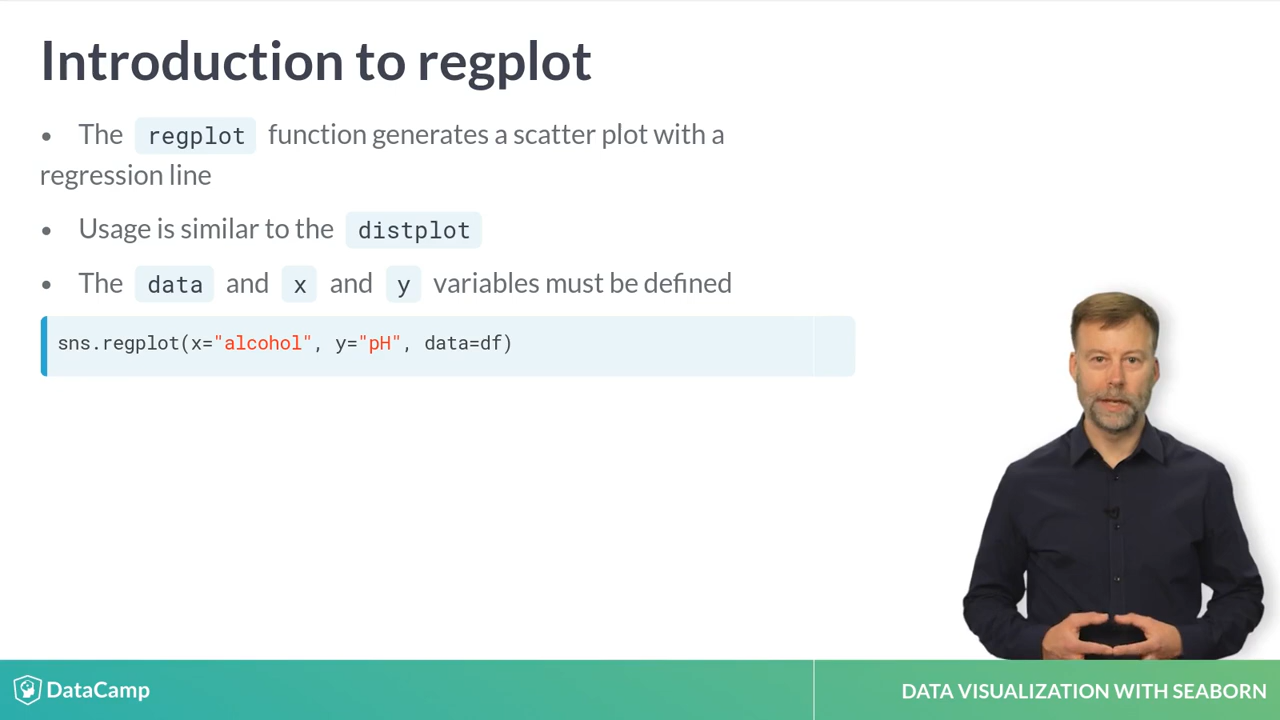 Introduction to regplot
• The regplot function generates a scatter plot with a
regression line
• Usage is similar to the distplot
• The data and x and y variables must be defined
sns.regplot(x="alcohol", y="pH", data=df)
DataCamp
DATA VISUALIZATION WITH SEABORN